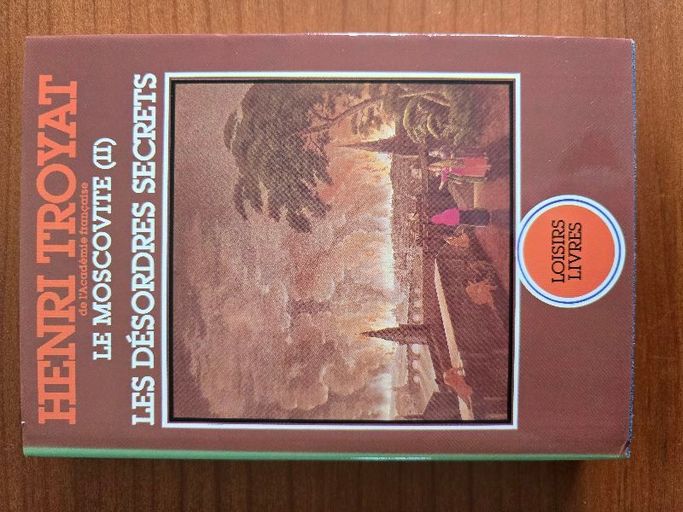 HENRI TROYAT
de l'Académie française
LE MOSCOVITE (II)
LES DÉSORDRES SECRETS
LOISIRS
LIVRES